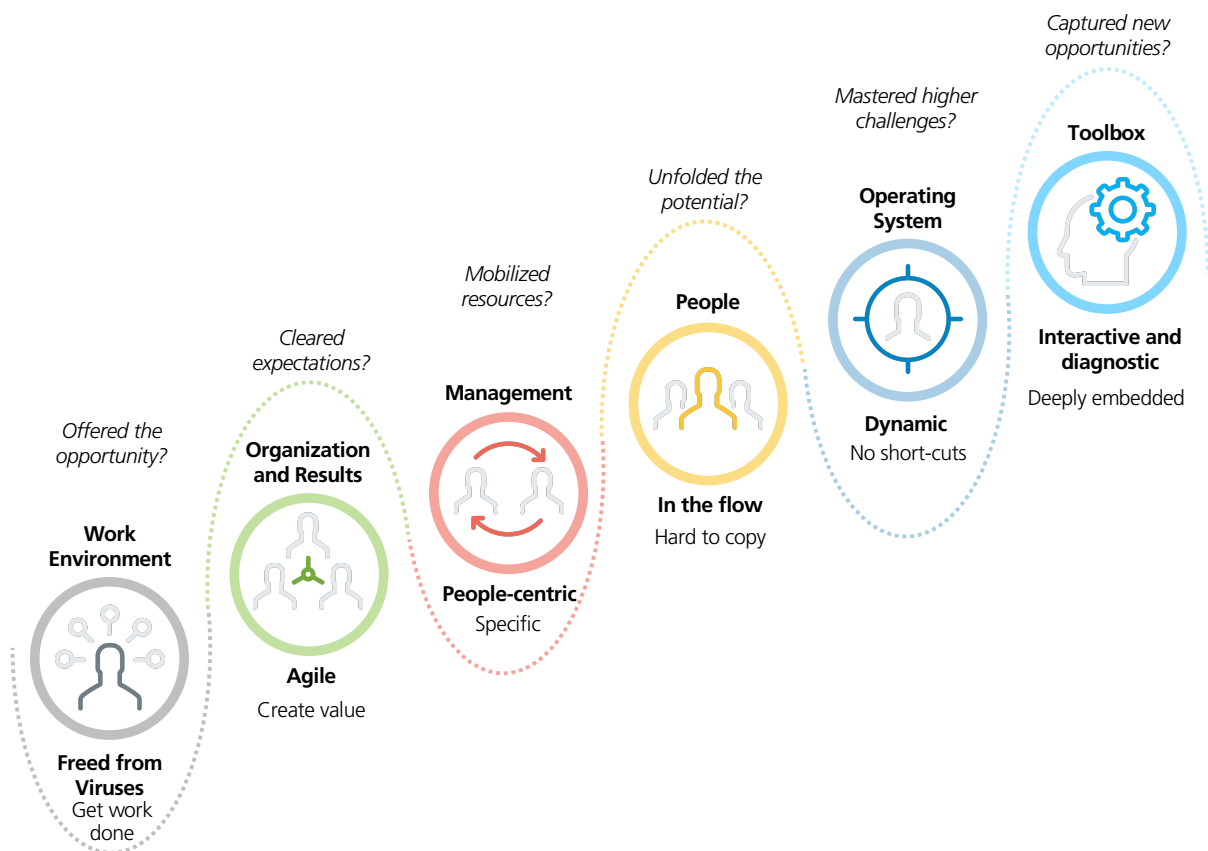 Offered the
opportunity?
Work
Environment
Freed from
Viruses
Get work
done
Cleared
expectations?
Organization
and Results
Agile
Create value
Mobilized
resources?
Management
People-centric
Specific
Unfolded the
potential?
People
In the flow
Hard to copy
Mastered higher
challenges?
Operating
System
Dynamic
No short-cuts
Captured new
opportunities?
Toolbox
Interactive and
diagnostic
Deeply embedded